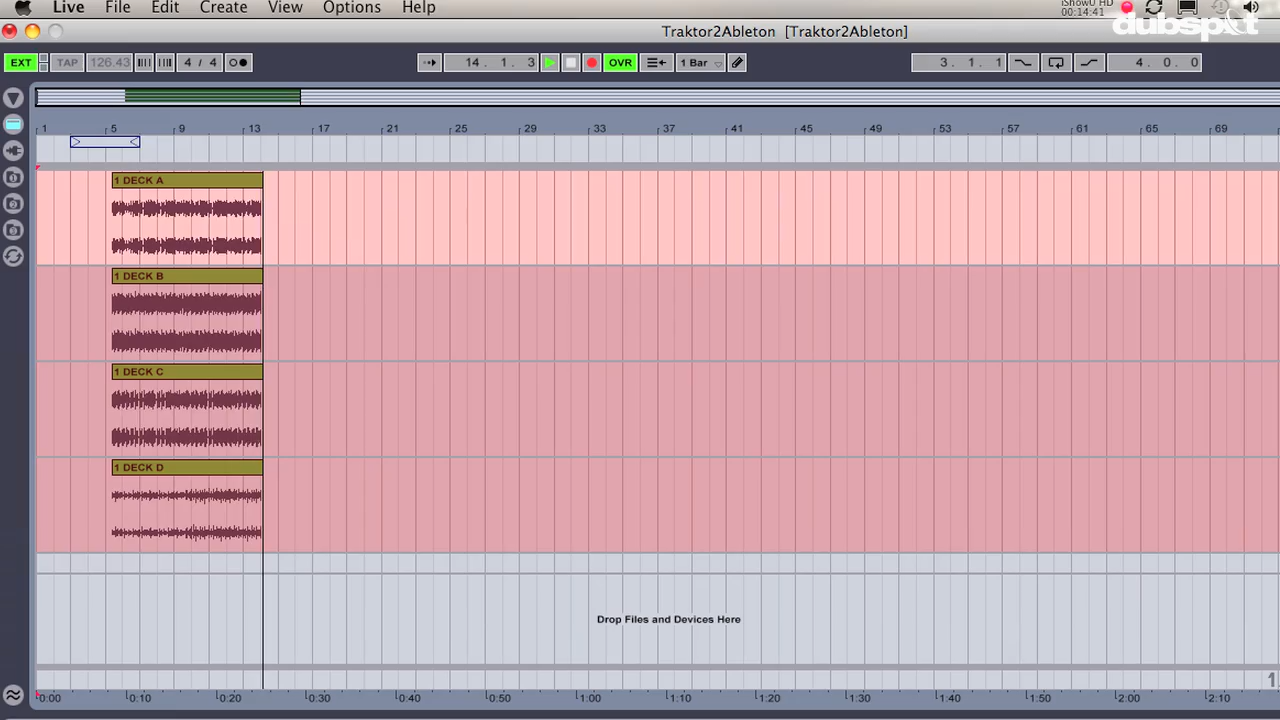 Live File Edit Create View Options Help iShowU HD
00:14:41
dubspot
Traktor2Ableton [Traktor2Ableton]
EXT TAP 126.43 4 / 4 14. 1. 3 OVR 1 Bar 3. 1. 1 4. 0. 0
1 5 9 13 17 21 25 29 33 37 41 45 49 53 57 61 65 69
1 DECK A
1 DECK B
1 DECK C
1 DECK D
Drop Files and Devices Here
0:00 0:10 0:20 0:30 0:40 0:50 1:00 1:10 1:20 1:30 1:40 1:50 2:00 2:10